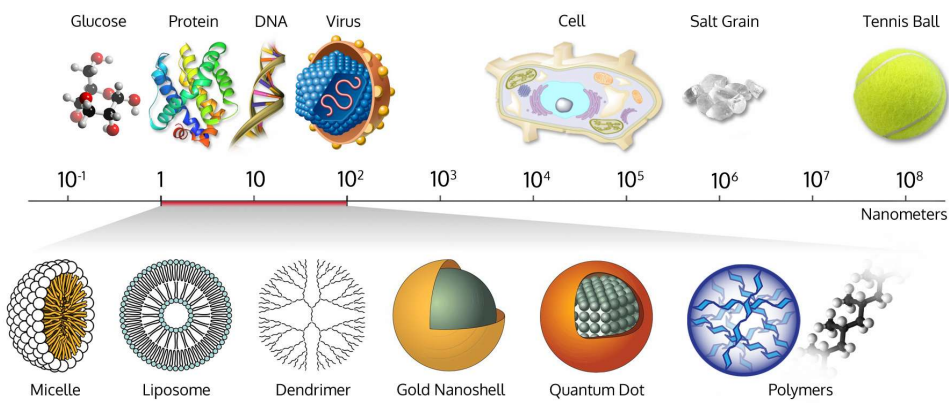 Glucose Protein DNA Virus Cell Salt Grain Tennis Ball
10⁻¹ 1 10 10² 10³ 10⁴ 10⁵ 10⁶ 10⁷ 10⁸
Nanometers
Micelle Liposome Dendrimer Gold Nanoshell Quantum Dot Polymers